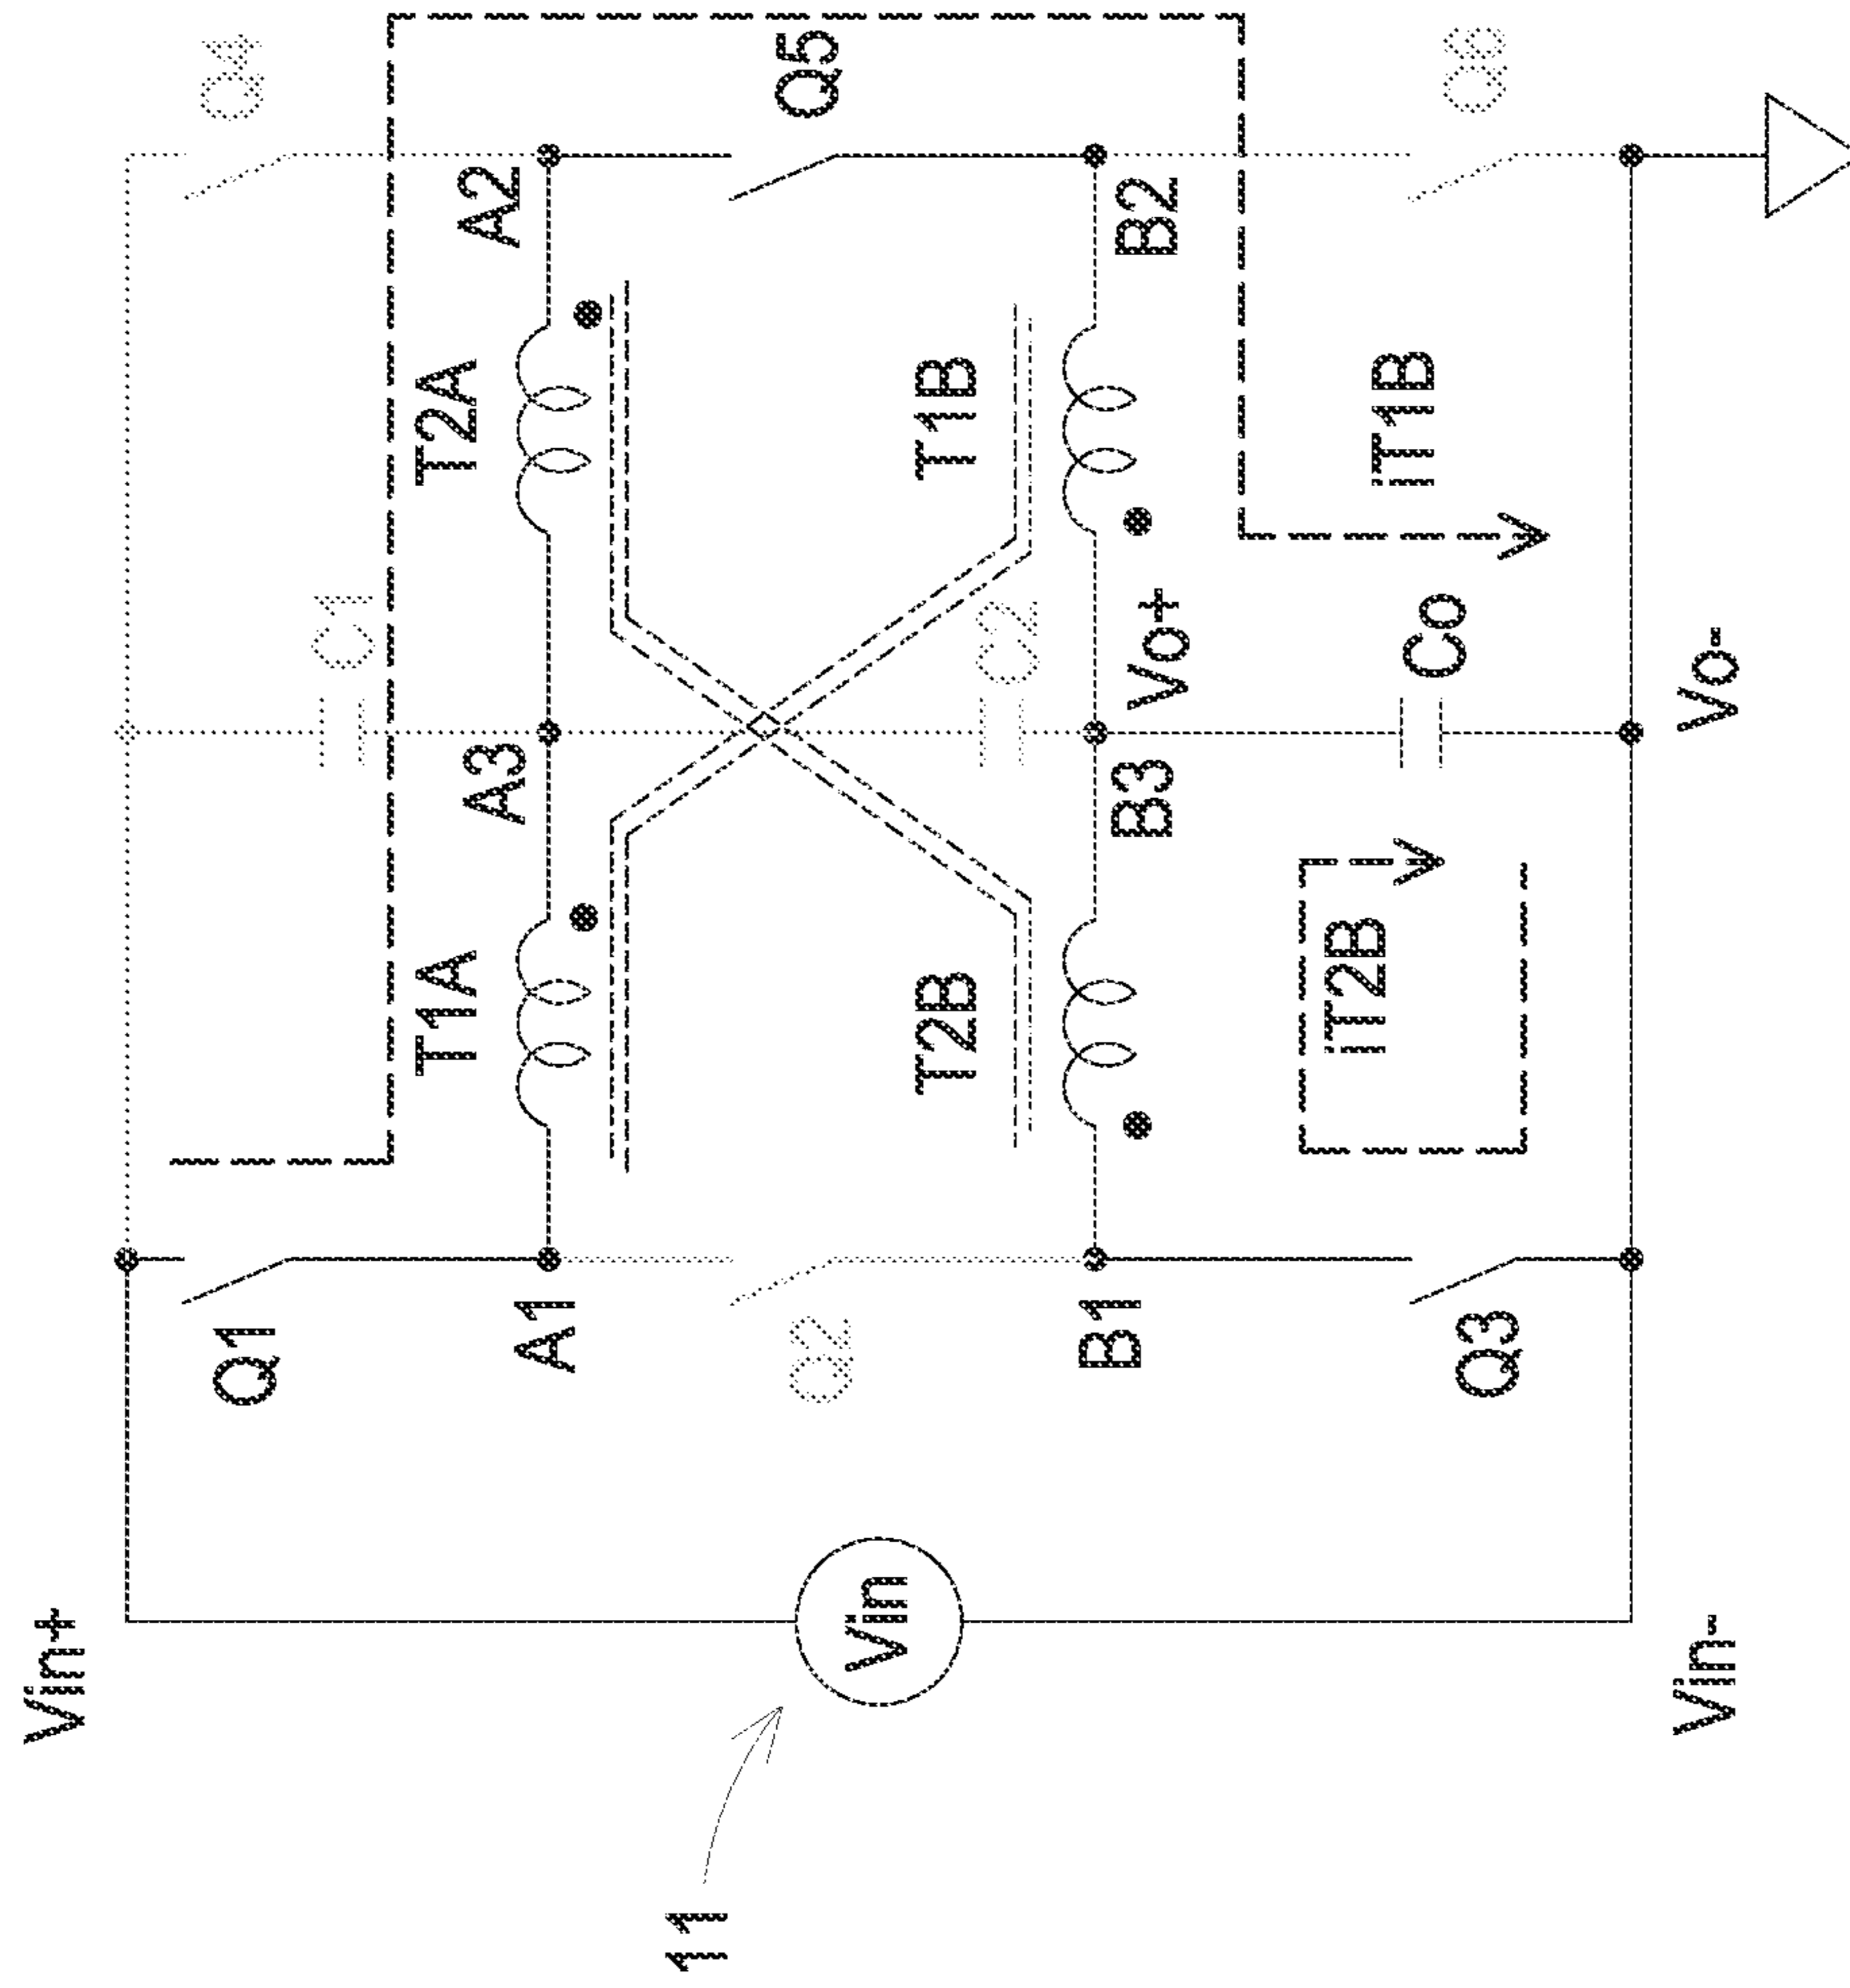 Vin+
Q4
C1
Q1
A2
Q5
T2A
A3
T1A
A1
Q2
T1B
C2
T2B
B2
Vo+
B3
B1
Vin
11
iT1B
Q6
Co
iT2B
Q3
Vo-
Vin-